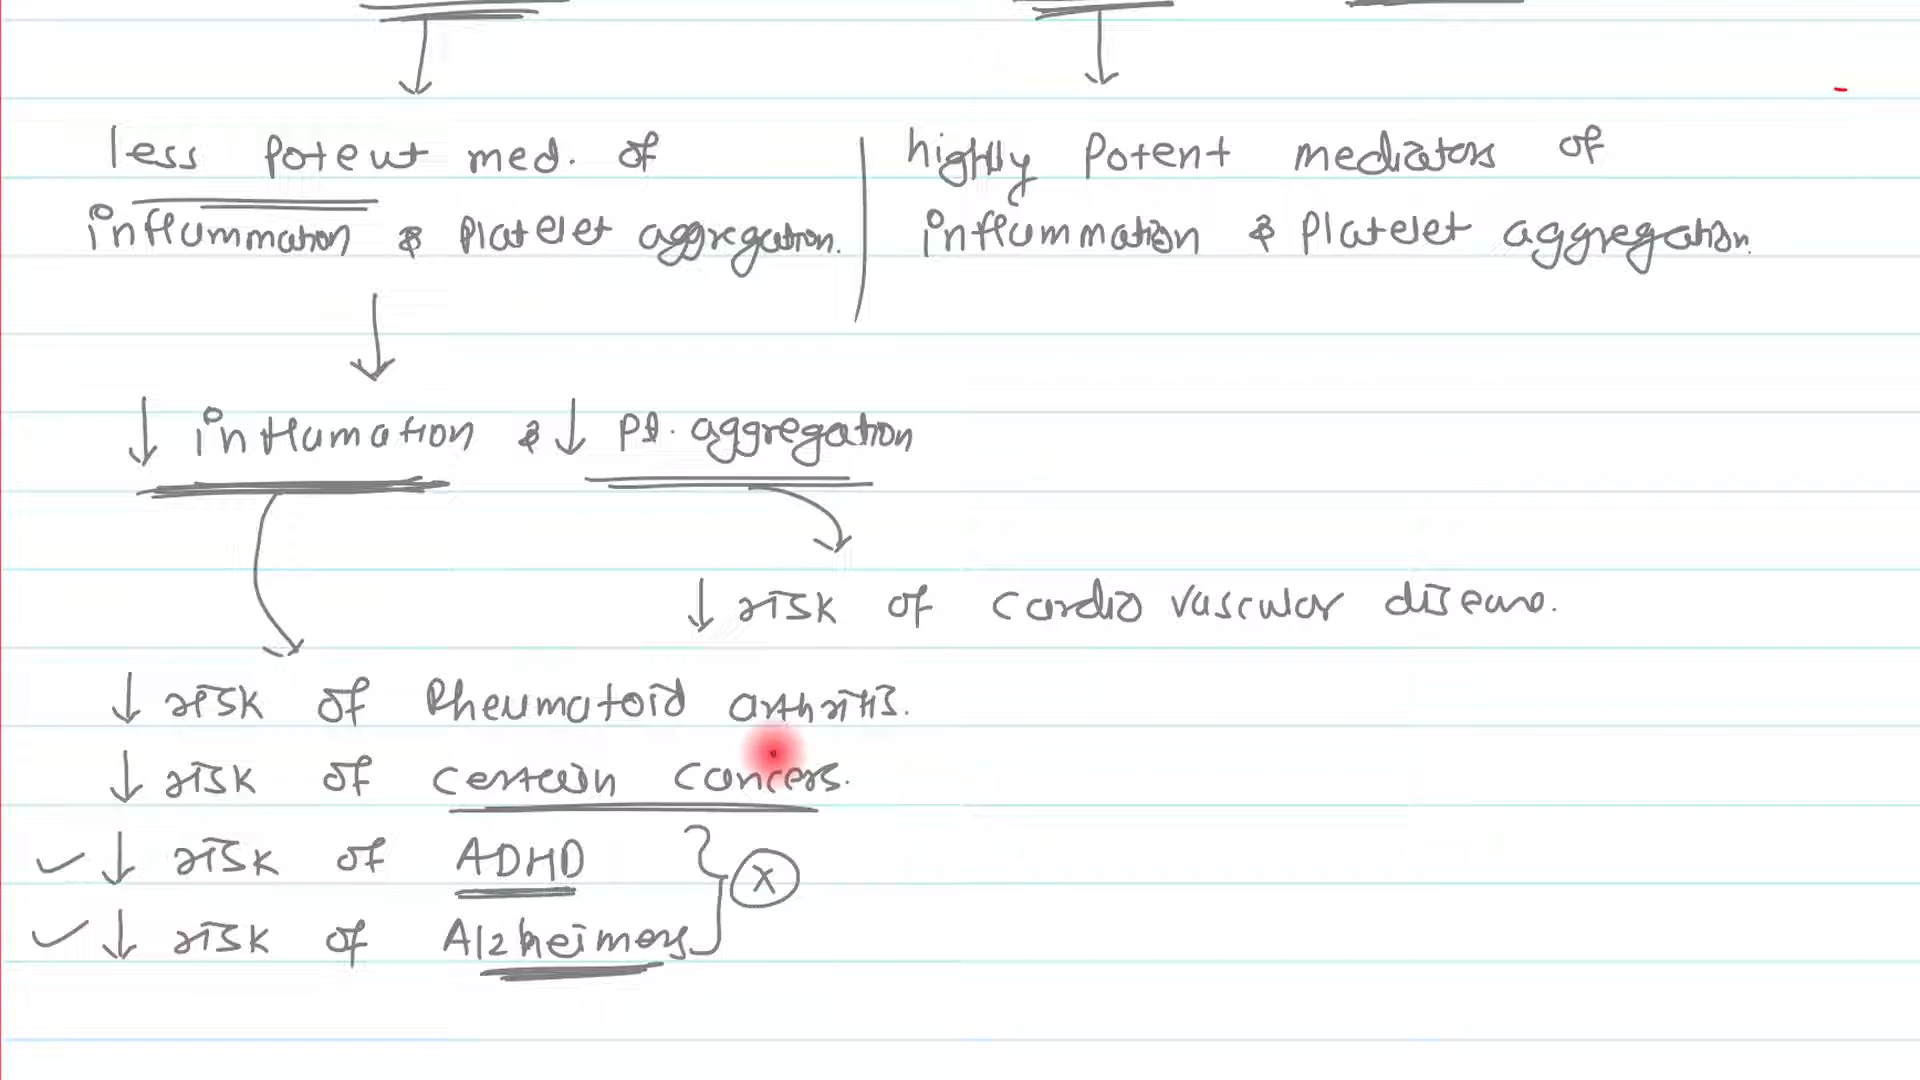 less Potent med. of
inflammation & Platelet aggregation.
highly Potent mediators of
inflammation & Platelet aggregation.
↓ inflamation & ↓ Pl. aggregation
↓ risk of Cardio vascular disease.
↓ risk of Rheumatoid arthritis.
↓ risk of certain cancers.
✓ ↓ risk of ADHD
X
✓ ↓ risk of Alzheimers